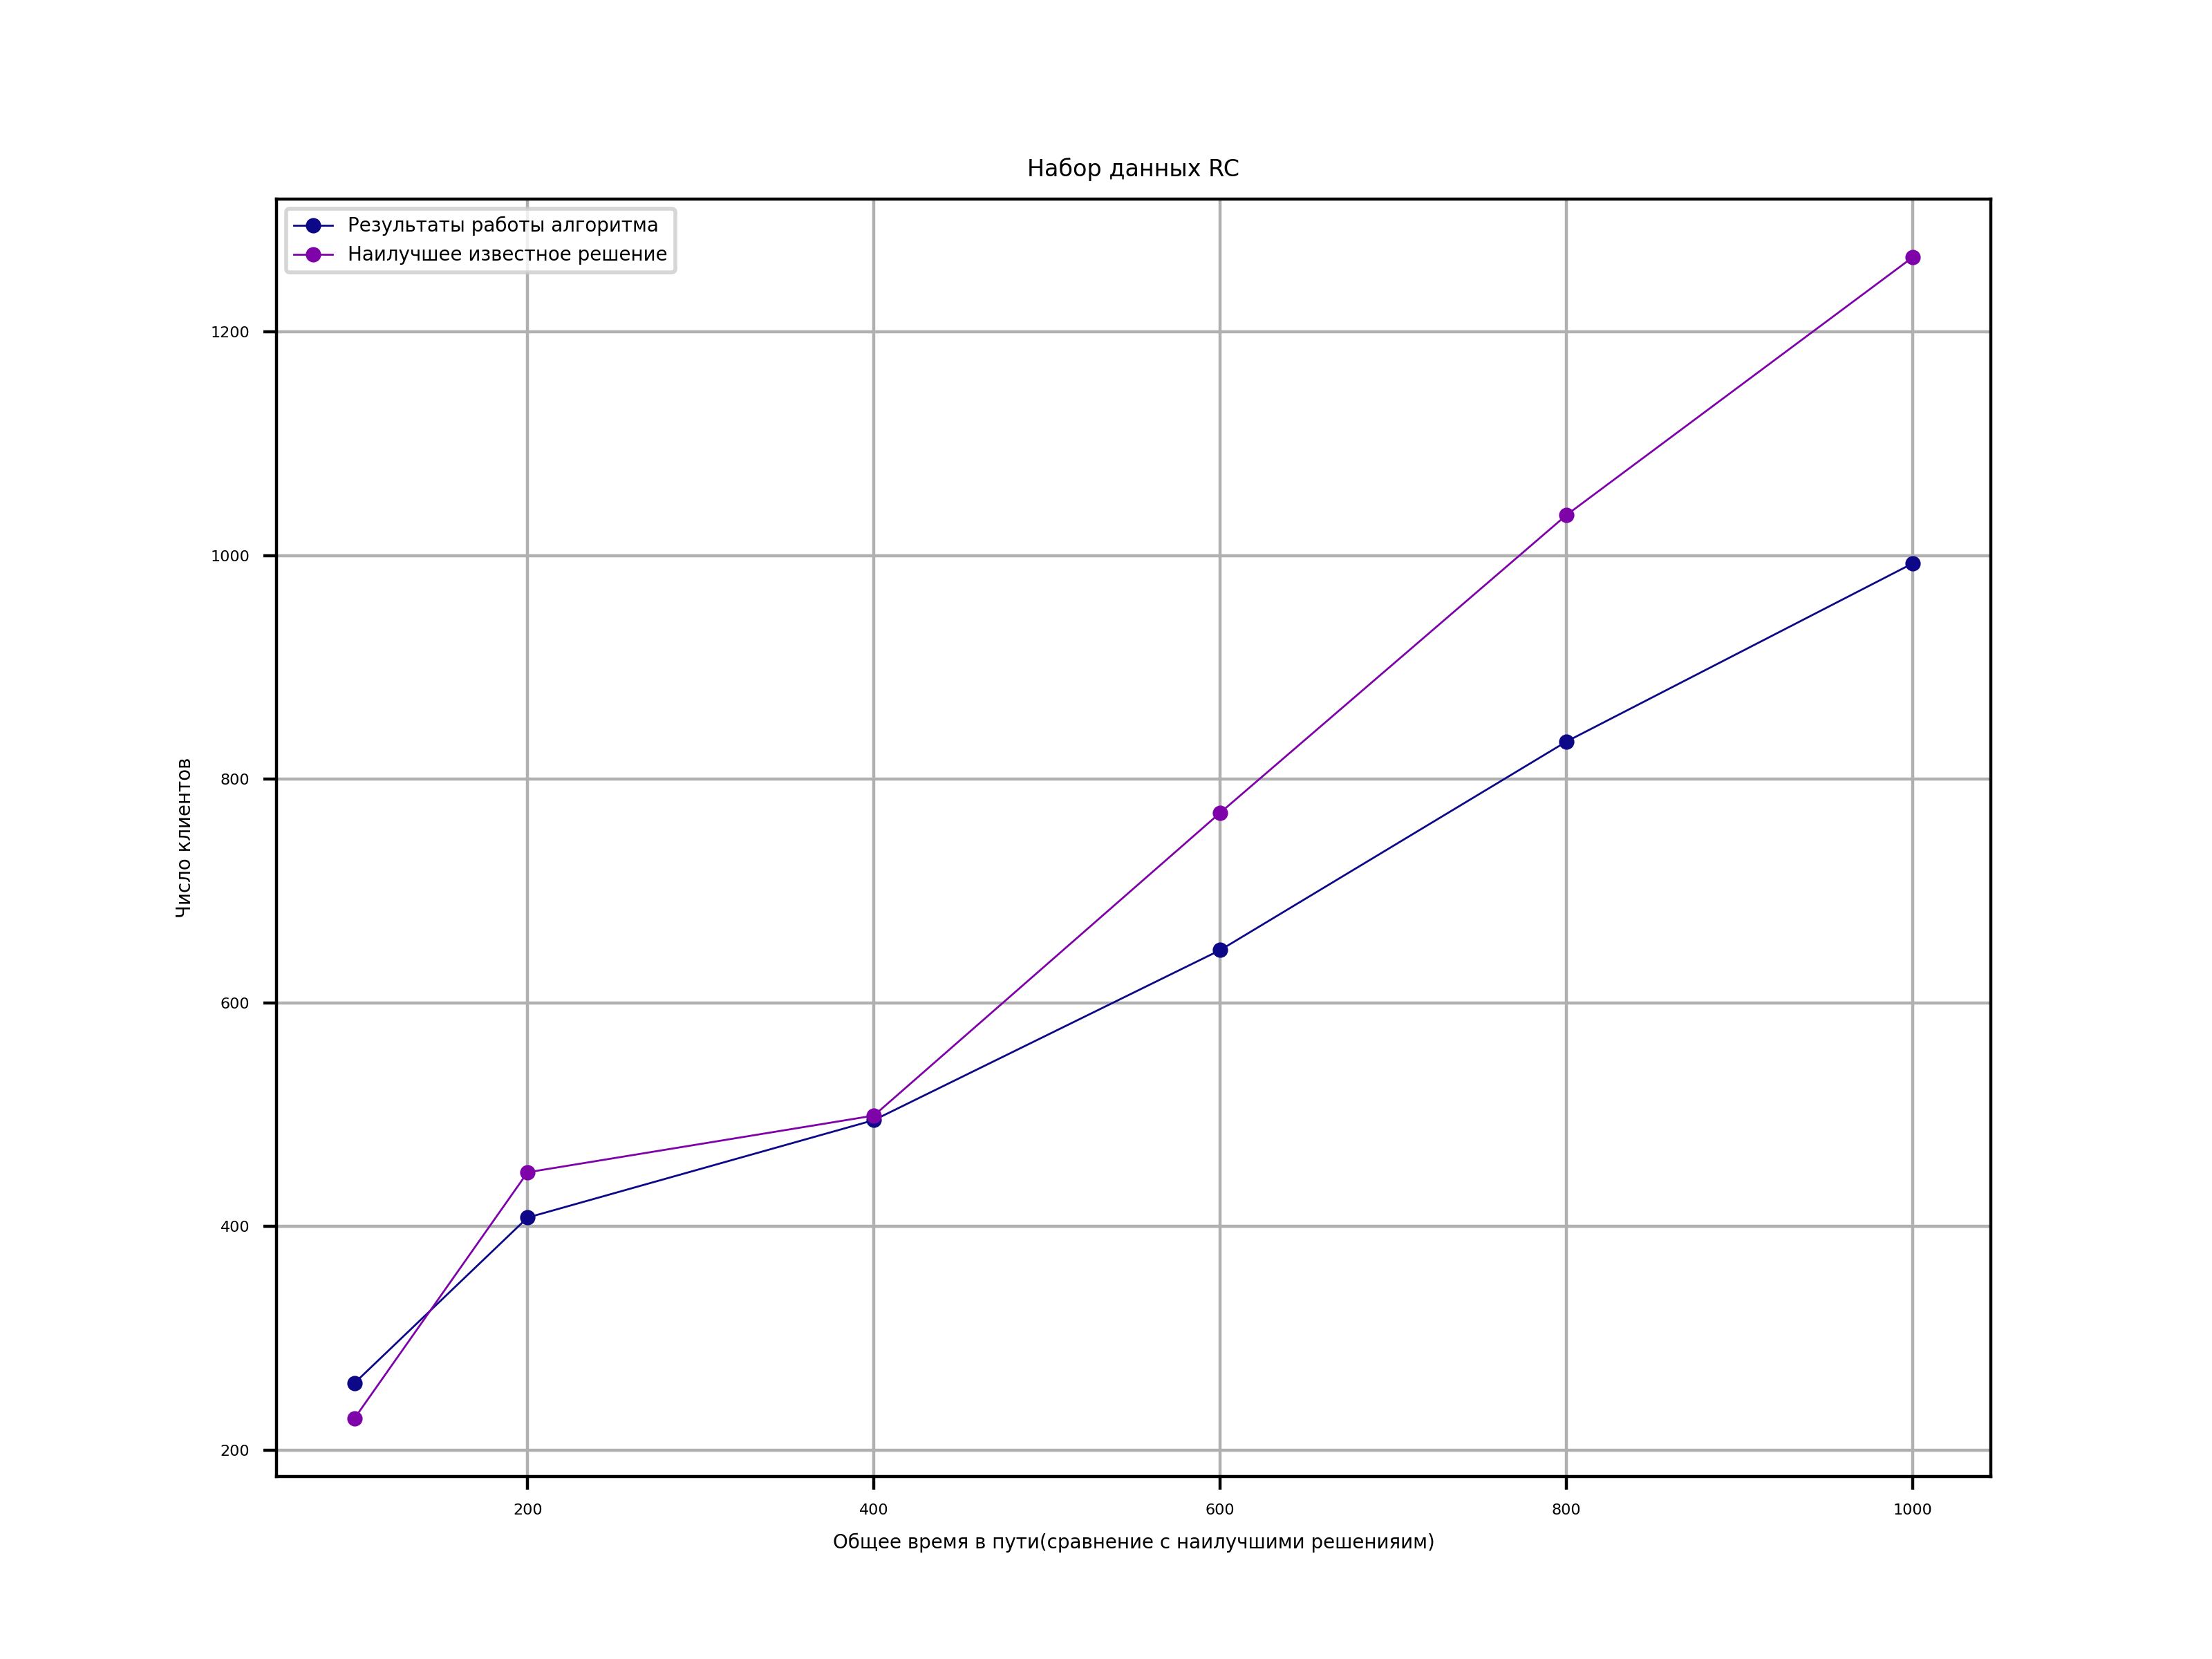 Набор данных RC
Результаты работы алгоритма
Наилучшее известное решение
1200
1000
800
600
400
200
Число клиентов
200 400 600 800 1000
Общее время в пути(сравнение с наилучшими решенияим)